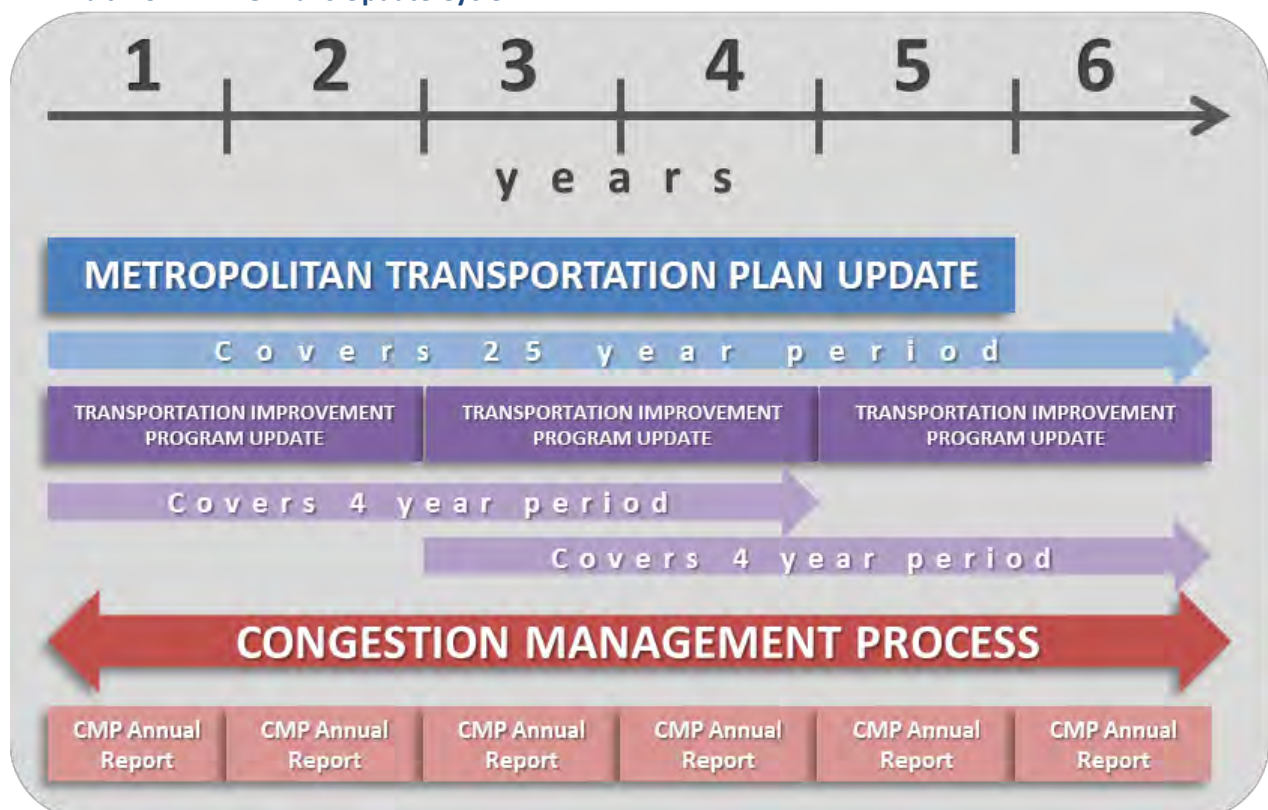 1 2 3 4 5 6
years
METROPOLITAN TRANSPORTATION PLAN UPDATE
Covers 25 year period
TRANSPORTATION IMPROVEMENT
PROGRAM UPDATE
TRANSPORTATION IMPROVEMENT
PROGRAM UPDATE
TRANSPORTATION IMPROVEMENT
PROGRAM UPDATE
Covers 4 year period
Covers 4 year period
CONGESTION MANAGEMENT PROCESS
CMP Annual
Report
CMP Annual
Report
CMP Annual
Report
CMP Annual
Report
CMP Annual
Report
CMP Annual
Report